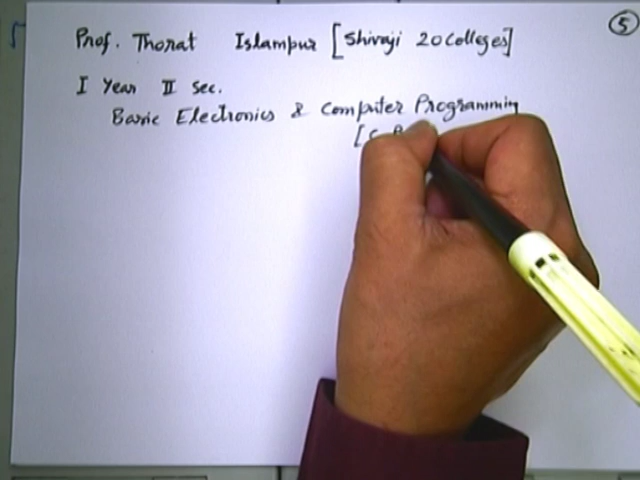 5
Prof. Thorat Islampur [Shivaji 20 Colleges]
I Year II Sec.
Basic Electronics & Computer Programming
[C